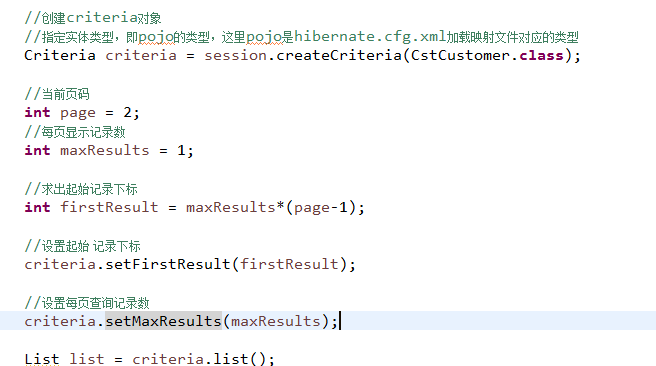 //创建criteria对象
//指定实体类型，即pojo的类型，这里pojo是hibernate.cfg.xml加载映射文件对应的类型
Criteria criteria = session.createCriteria(CstCustomer.class);
//当前页码
int page = 2;
//每页显示记录数
int maxResults = 1;
//求出起始记录下标
int firstResult = maxResults*(page-1);
//设置起始 记录下标
criteria.setFirstResult(firstResult);
//设置每页查询记录数
criteria.setMaxResults(maxResults);
List list = criteria.list();